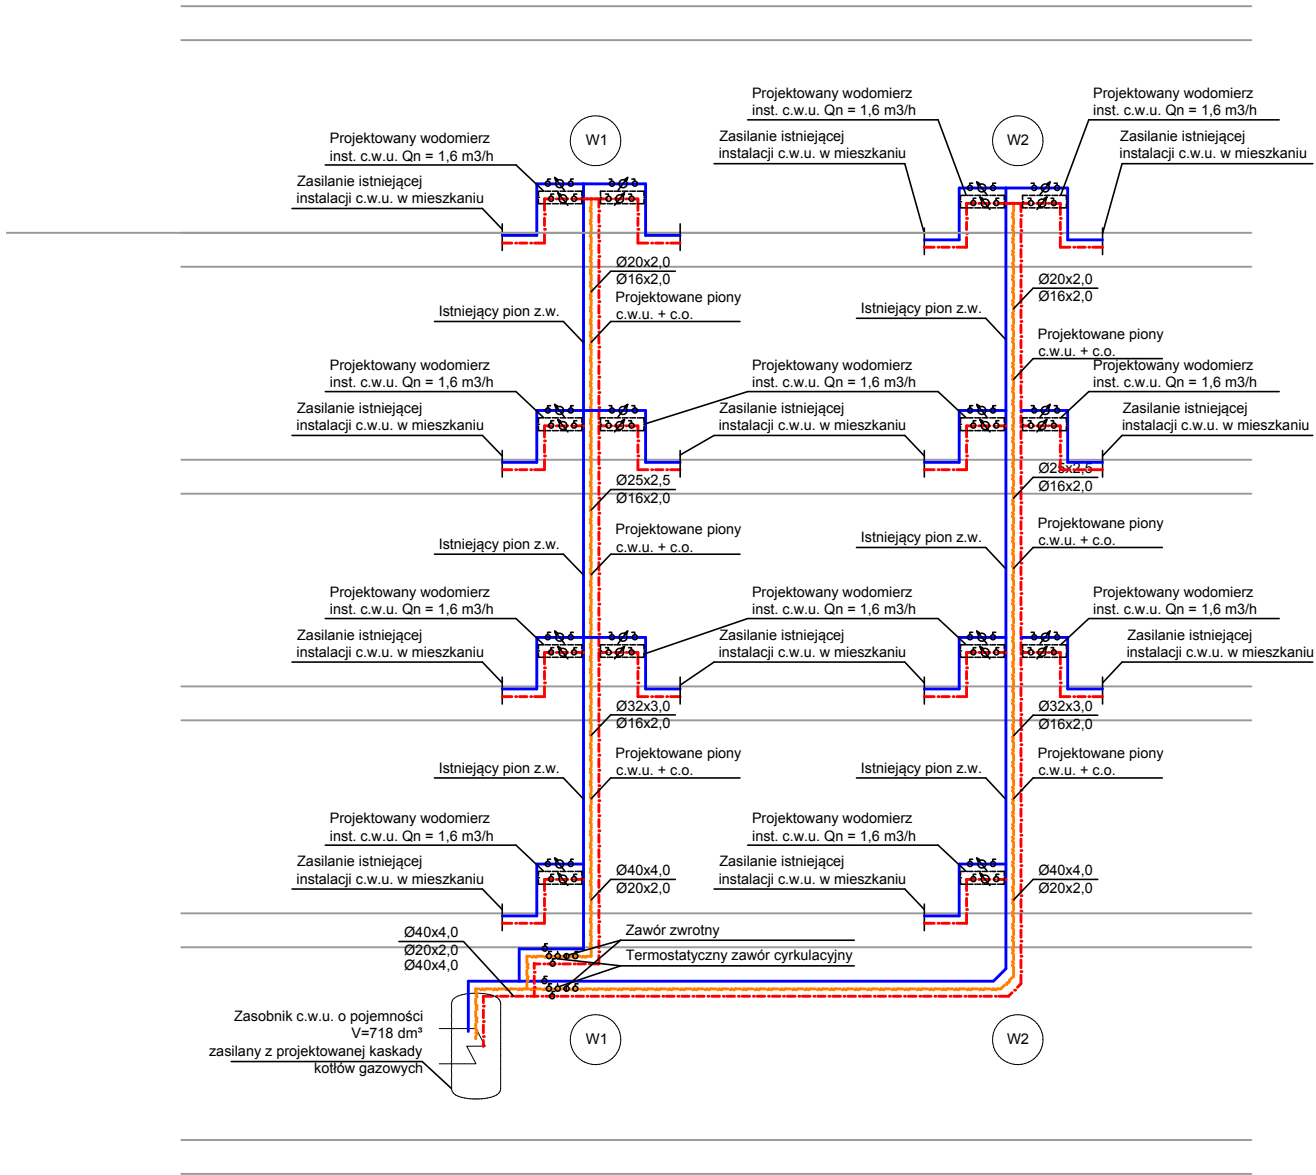 Projektowany wodomierz
inst. c.w.u. Qn = 1,6 m3/h
Projektowany wodomierz
inst. c.w.u. Qn = 1,6 m3/h
Projektowany wodomierz
inst. c.w.u. Qn = 1,6 m3/h
W1
W2
Zasilanie istniejącej
instalacji c.w.u. w mieszkaniu
Zasilanie istniejącej
instalacji c.w.u. w mieszkaniu
Zasilanie istniejącej
instalacji c.w.u. w mieszkaniu
Ø20x2,0
Ø16x2,0
Ø20x2,0
Ø16x2,0
Istniejący pion z.w.
Projektowane piony
c.w.u. + c.o.
Istniejący pion z.w.
Projektowane piony
c.w.u. + c.o.
Projektowany wodomierz
inst. c.w.u. Qn = 1,6 m3/h
Projektowany wodomierz
inst. c.w.u. Qn = 1,6 m3/h
Projektowany wodomierz
inst. c.w.u. Qn = 1,6 m3/h
Zasilanie istniejącej
instalacji c.w.u. w mieszkaniu
Zasilanie istniejącej
instalacji c.w.u. w mieszkaniu
Zasilanie istniejącej
instalacji c.w.u. w mieszkaniu
Ø25x2,5
Ø16x2,0
Ø25x2,5
Ø16x2,0
Istniejący pion z.w.
Projektowane piony
c.w.u. + c.o.
Istniejący pion z.w.
Projektowane piony
c.w.u. + c.o.
Projektowany wodomierz
inst. c.w.u. Qn = 1,6 m3/h
Projektowany wodomierz
inst. c.w.u. Qn = 1,6 m3/h
Projektowany wodomierz
inst. c.w.u. Qn = 1,6 m3/h
Zasilanie istniejącej
instalacji c.w.u. w mieszkaniu
Zasilanie istniejącej
instalacji c.w.u. w mieszkaniu
Zasilanie istniejącej
instalacji c.w.u. w mieszkaniu
Ø32x3,0
Ø16x2,0
Ø32x3,0
Ø16x2,0
Istniejący pion z.w.
Projektowane piony
c.w.u. + c.o.
Istniejący pion z.w.
Projektowane piony
c.w.u. + c.o.
Projektowany wodomierz
inst. c.w.u. Qn = 1,6 m3/h
Projektowany wodomierz
inst. c.w.u. Qn = 1,6 m3/h
Zasilanie istniejącej
instalacji c.w.u. w mieszkaniu
Zasilanie istniejącej
instalacji c.w.u. w mieszkaniu
Ø40x4,0
Ø20x2,0
Ø40x4,0
Ø20x2,0
Ø40x4,0
Ø20x2,0
Ø40x4,0
Zawór zwrotny
Termostatyczny zawór cyrkulacyjny
Zasobnik c.w.u. o pojemności
V=718 dm³
zasilany z projektowanej kaskady
kotłów gazowych
W1
W2